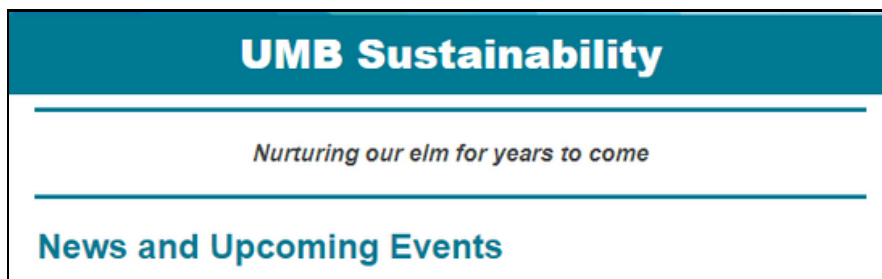 UMB Sustainability
Nurturing our elm for years to come
News and Upcoming Events